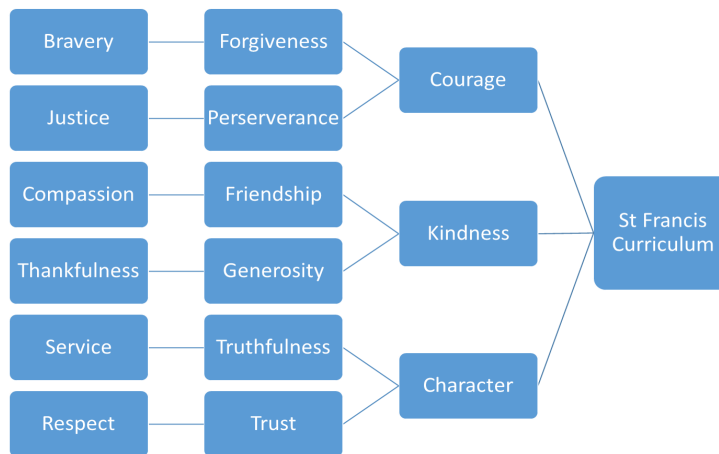 Bravery
Forgiveness
Courage
Justice
Perserverance
Compassion
Friendship
Kindness
Thankfulness
Generosity
St Francis
Curriculum
Service
Truthfulness
Character
Respect
Trust